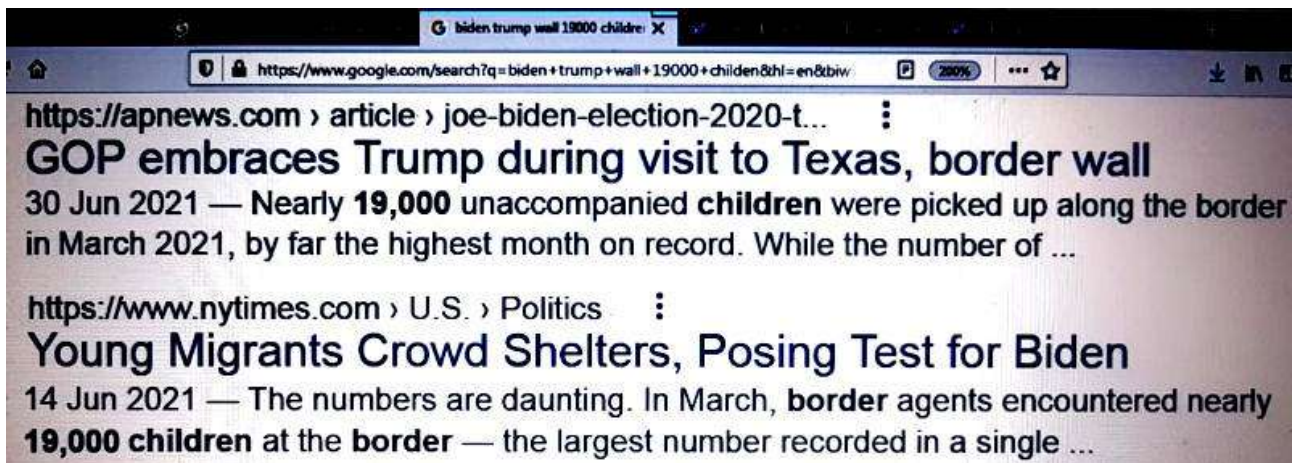 G biden trump wall 19000 childre X
https://www.google.com/search?q=biden+trump+wall+19000+childen&hl=en&biw 200%
https://apnews.com › article › joe-biden-election-2020-t...
GOP embraces Trump during visit to Texas, border wall
30 Jun 2021 — Nearly 19,000 unaccompanied children were picked up along the border
in March 2021, by far the highest month on record. While the number of ...
https://www.nytimes.com › U.S. › Politics
Young Migrants Crowd Shelters, Posing Test for Biden
14 Jun 2021 — The numbers are daunting. In March, border agents encountered nearly
19,000 children at the border — the largest number recorded in a single ...